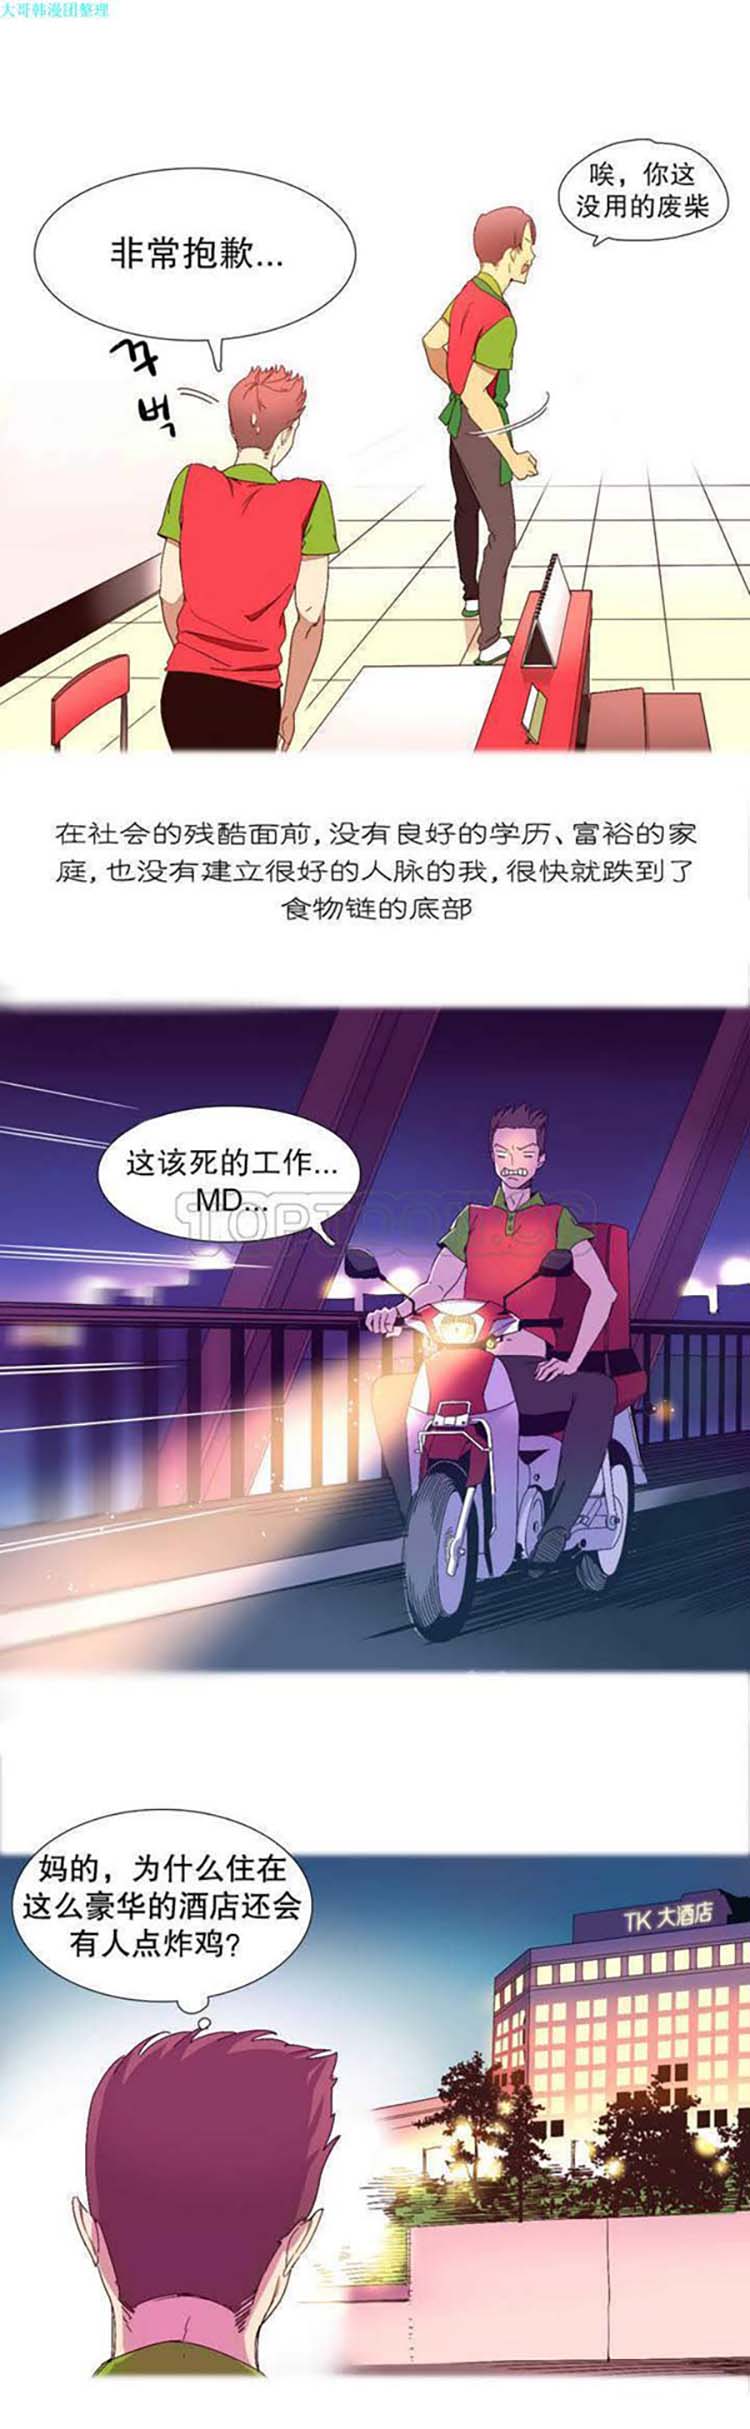 大哥韩漫团整理
唉，你这
没用的废柴
非常抱歉...
꾸
벅
在社会的残酷面前，没有良好的学历、富裕的家
庭，也没有建立很好的人脉的我，很快就跌到了
食物链的底部
这该死的工作...
MD...
妈的，为什么住在
这么豪华的酒店还会
有人点炸鸡？
TK 大酒店